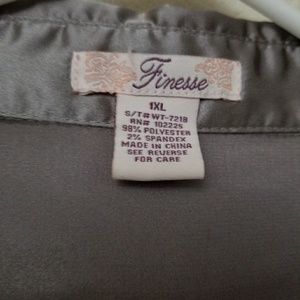 Finesse
1XL
S/T# WT-7218
RN# 102225
98% POLYESTER
2% SPANDEX
MADE IN CHINA
SEE REVERSE
FOR CARE